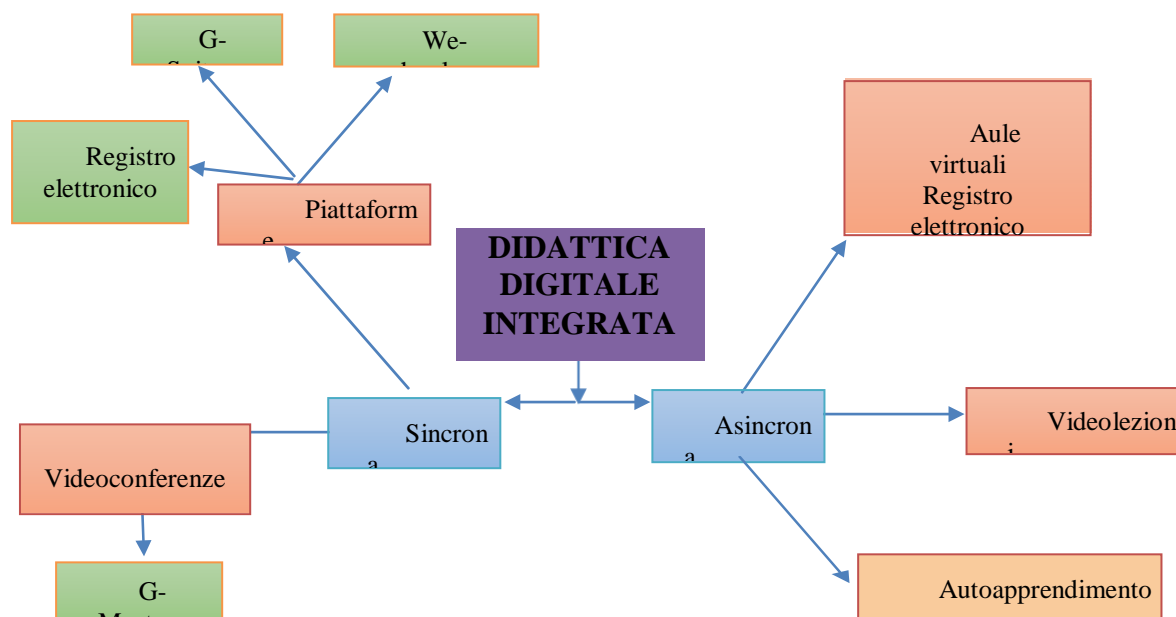 G-
We-
Registro
elettronico
Piattaform
e
Aule
virtuali
Registro
elettronico
DIDATTICA
DIGITALE
INTEGRATA
Sincron
a
Asincron
a
Videolezion
i
Videoconferenze
G-
Autoapprendimento